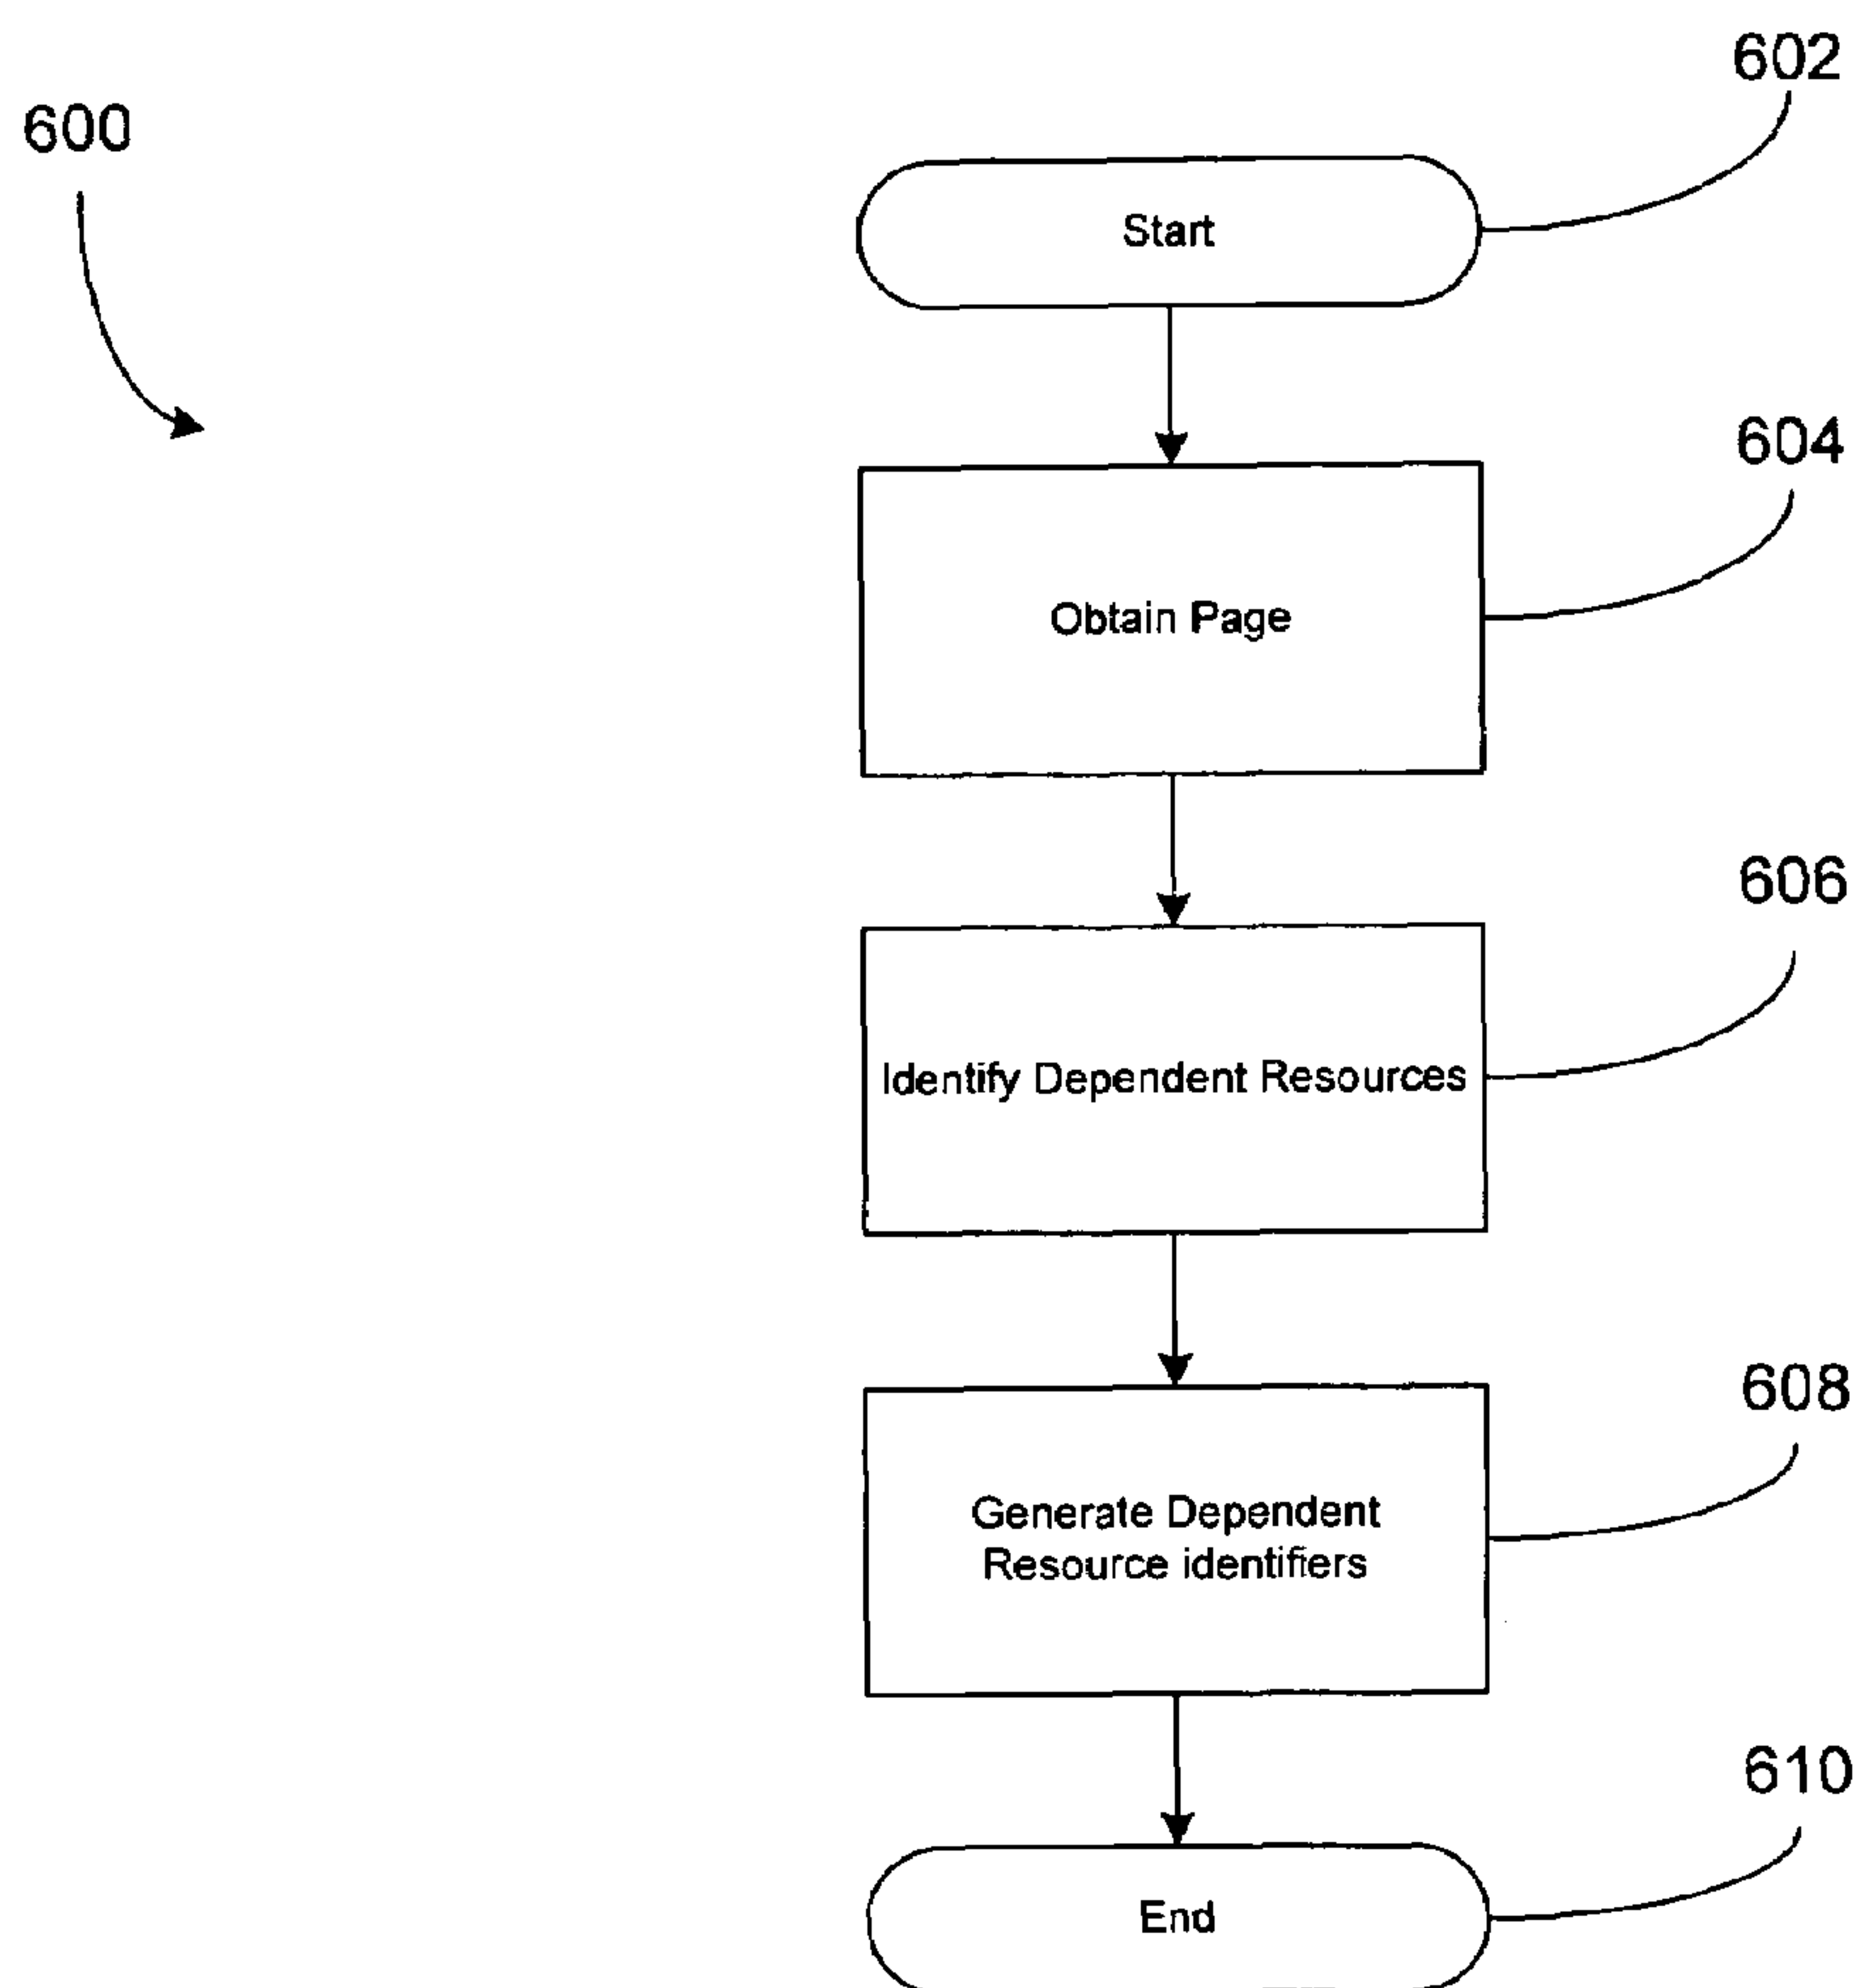 602
600
Start
604
Obtain Page
606
Identify Dependent Resources
608
Generate Dependent
Resource identifiers
610
End